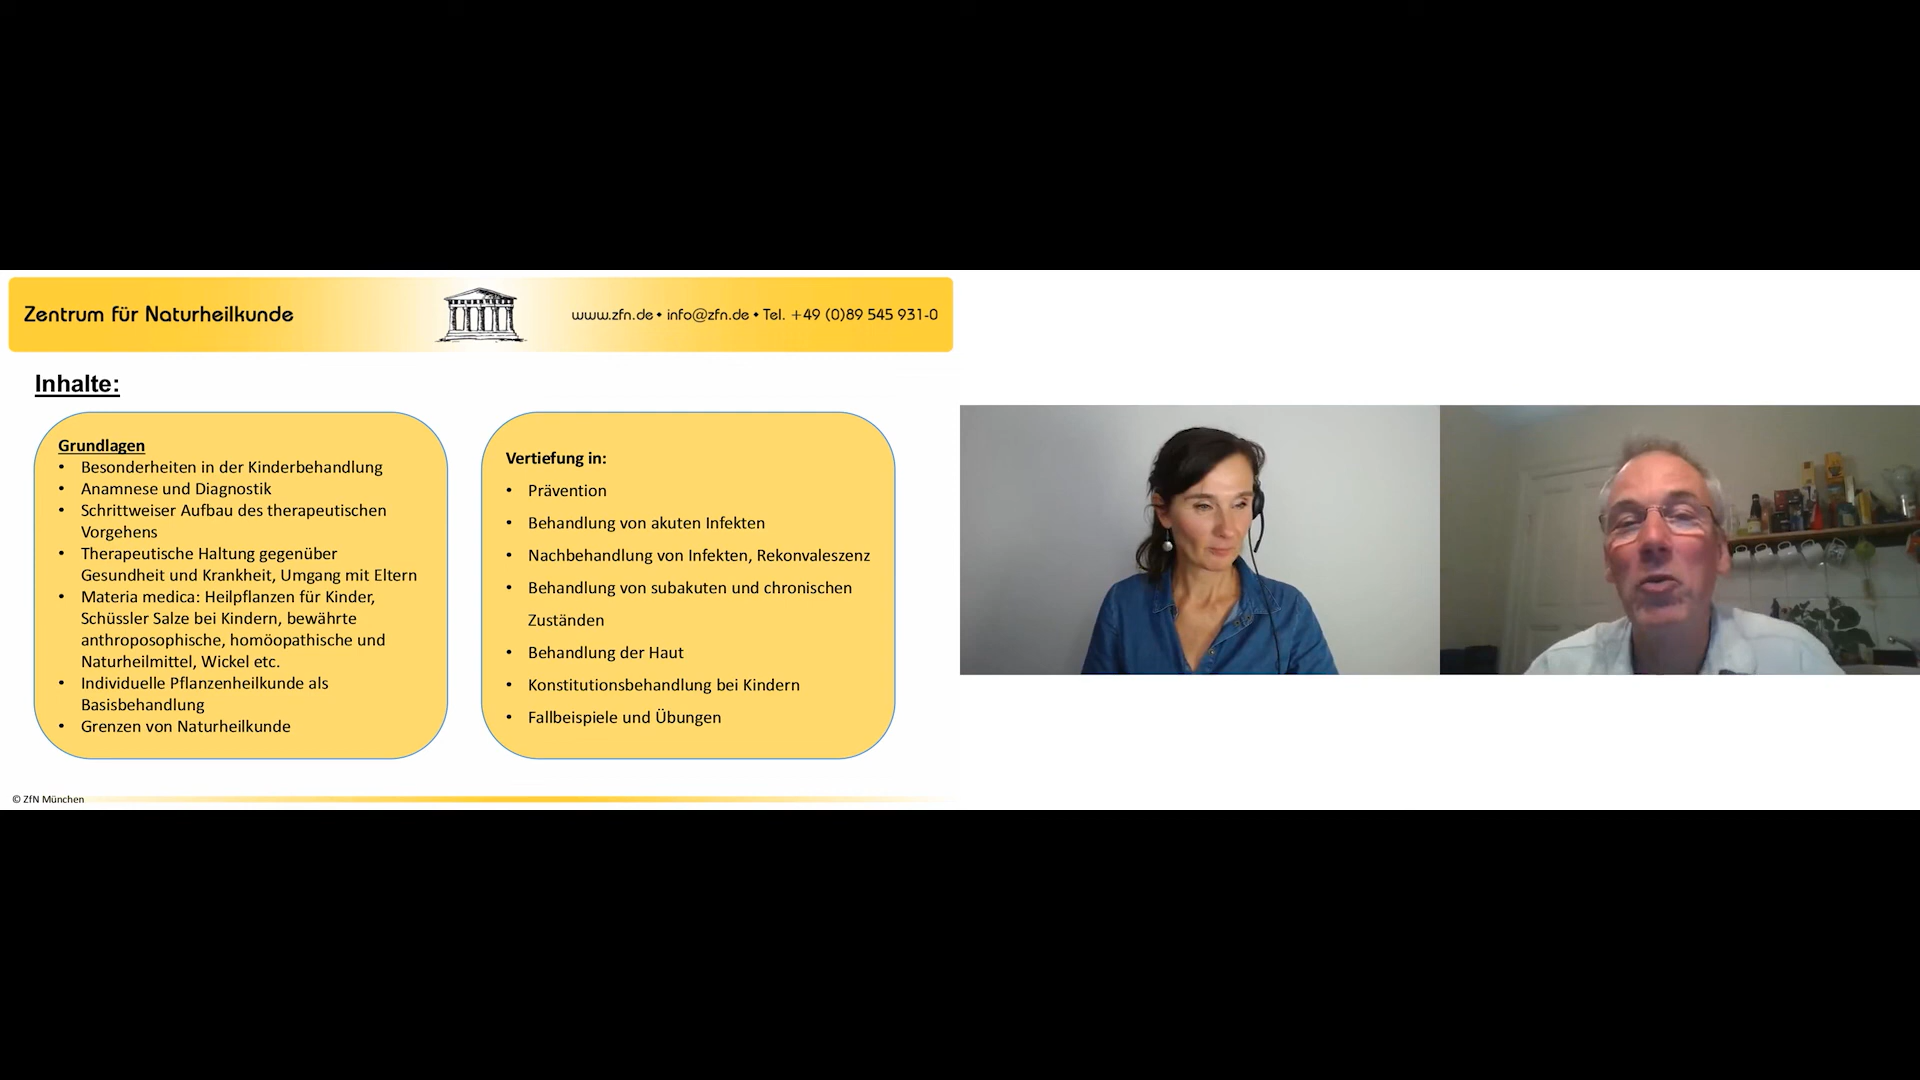 Zentrum für Naturheilkunde
www.zfn.de • info@zfn.de • Tel. +49 (0)89 545 931-0
Inhalte:
Grundlagen
• Besonderheiten in der Kinderbehandlung
• Anamnese und Diagnostik
• Schrittweiser Aufbau des therapeutischen
Vorgehens
• Therapeutische Haltung gegenüber
Gesundheit und Krankheit, Umgang mit Eltern
• Materia medica: Heilpflanzen für Kinder,
Schüssler Salze bei Kindern, bewährte
anthroposophische, homöopathische und
Naturheilmittel, Wickel etc.
• Individuelle Pflanzenheilkunde als
Basisbehandlung
• Grenzen von Naturheilkunde
Vertiefung in:
• Prävention
• Behandlung von akuten Infekten
• Nachbehandlung von Infekten, Rekonvaleszenz
• Behandlung von subakuten und chronischen
Zuständen
• Behandlung der Haut
• Konstitutionsbehandlung bei Kindern
• Fallbeispiele und Übungen
© ZfN München